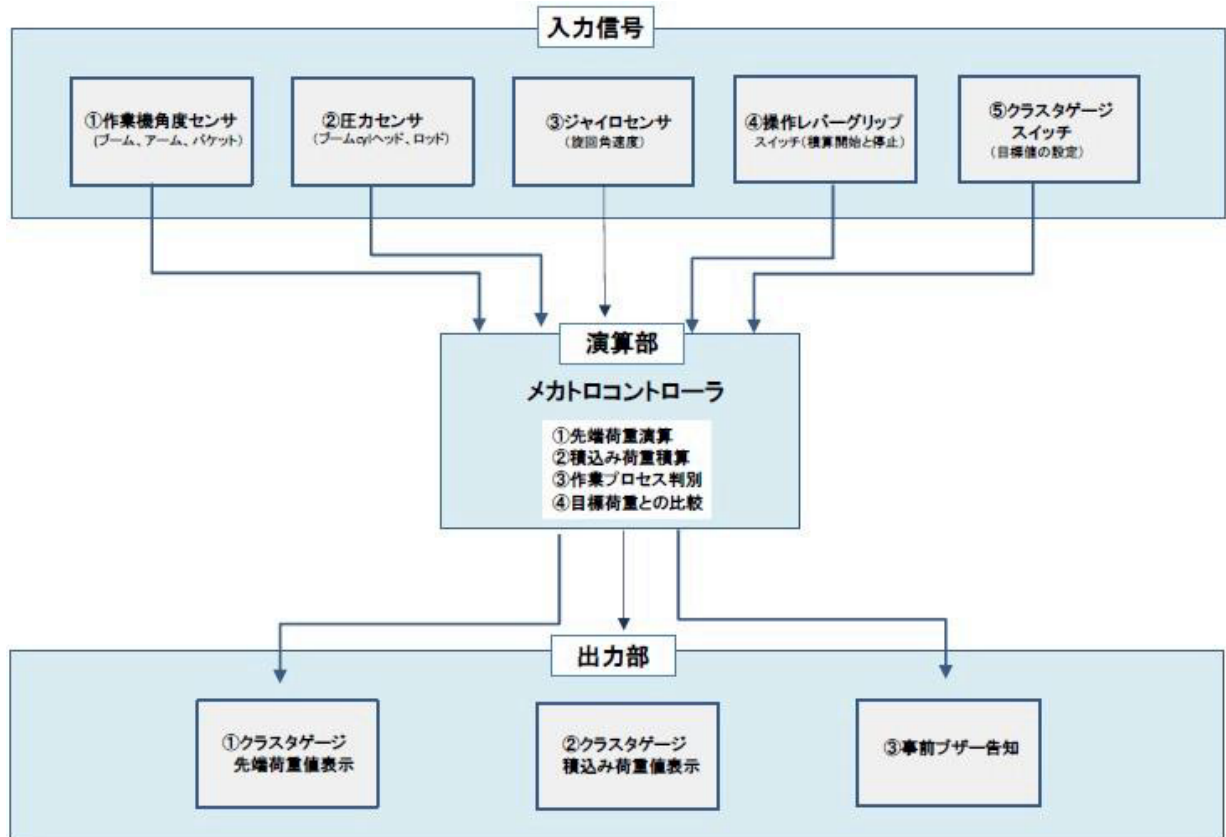 入力信号
①作業機角度センサ
(ブーム、アーム、バケット)
②圧力センサ
(ブームcylヘッド、ロッド)
③ジャイロセンサ
(旋回角速度)
④操作レバーグリップ
スイッチ(積算開始と停止)
⑤クラスタゲージ
スイッチ
(目標値の設定)
演算部
メカトロコントローラ
①先端荷重演算
②積込み荷重積算
③作業プロセス判別
④目標荷重との比較
出力部
①クラスタゲージ
先端荷重値表示
②クラスタゲージ
積込み荷重値表示
③事前ブザー告知